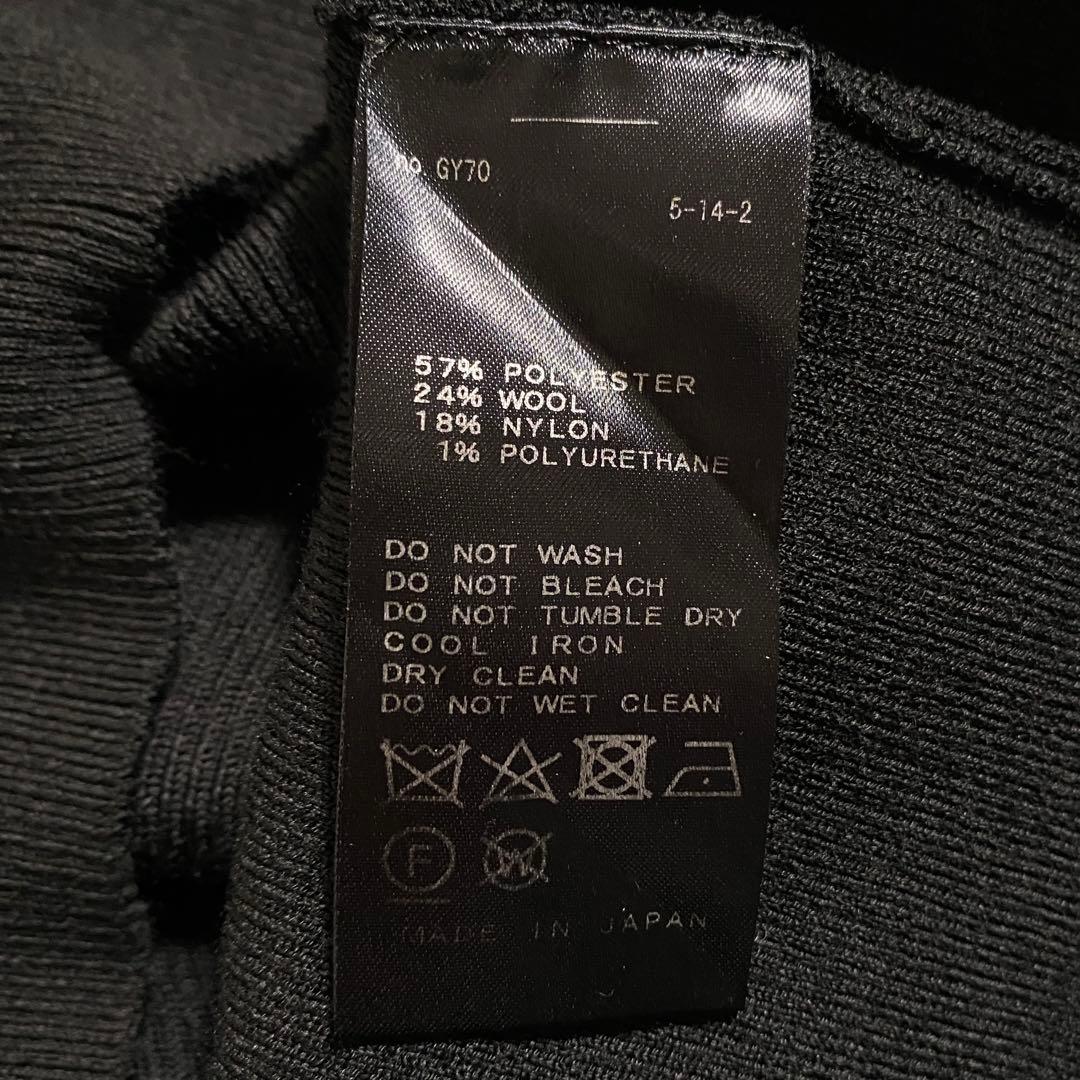 GY70
5-14-2
57% POLYESTER
24% WOOL
18% NYLON
1% POLYURETHANE
DO NOT WASH
DO NOT BLEACH
DO NOT TUMBLE DRY
COOL IRON
DRY CLEAN
DO NOT WET CLEAN
F
W
MADE IN JAPAN